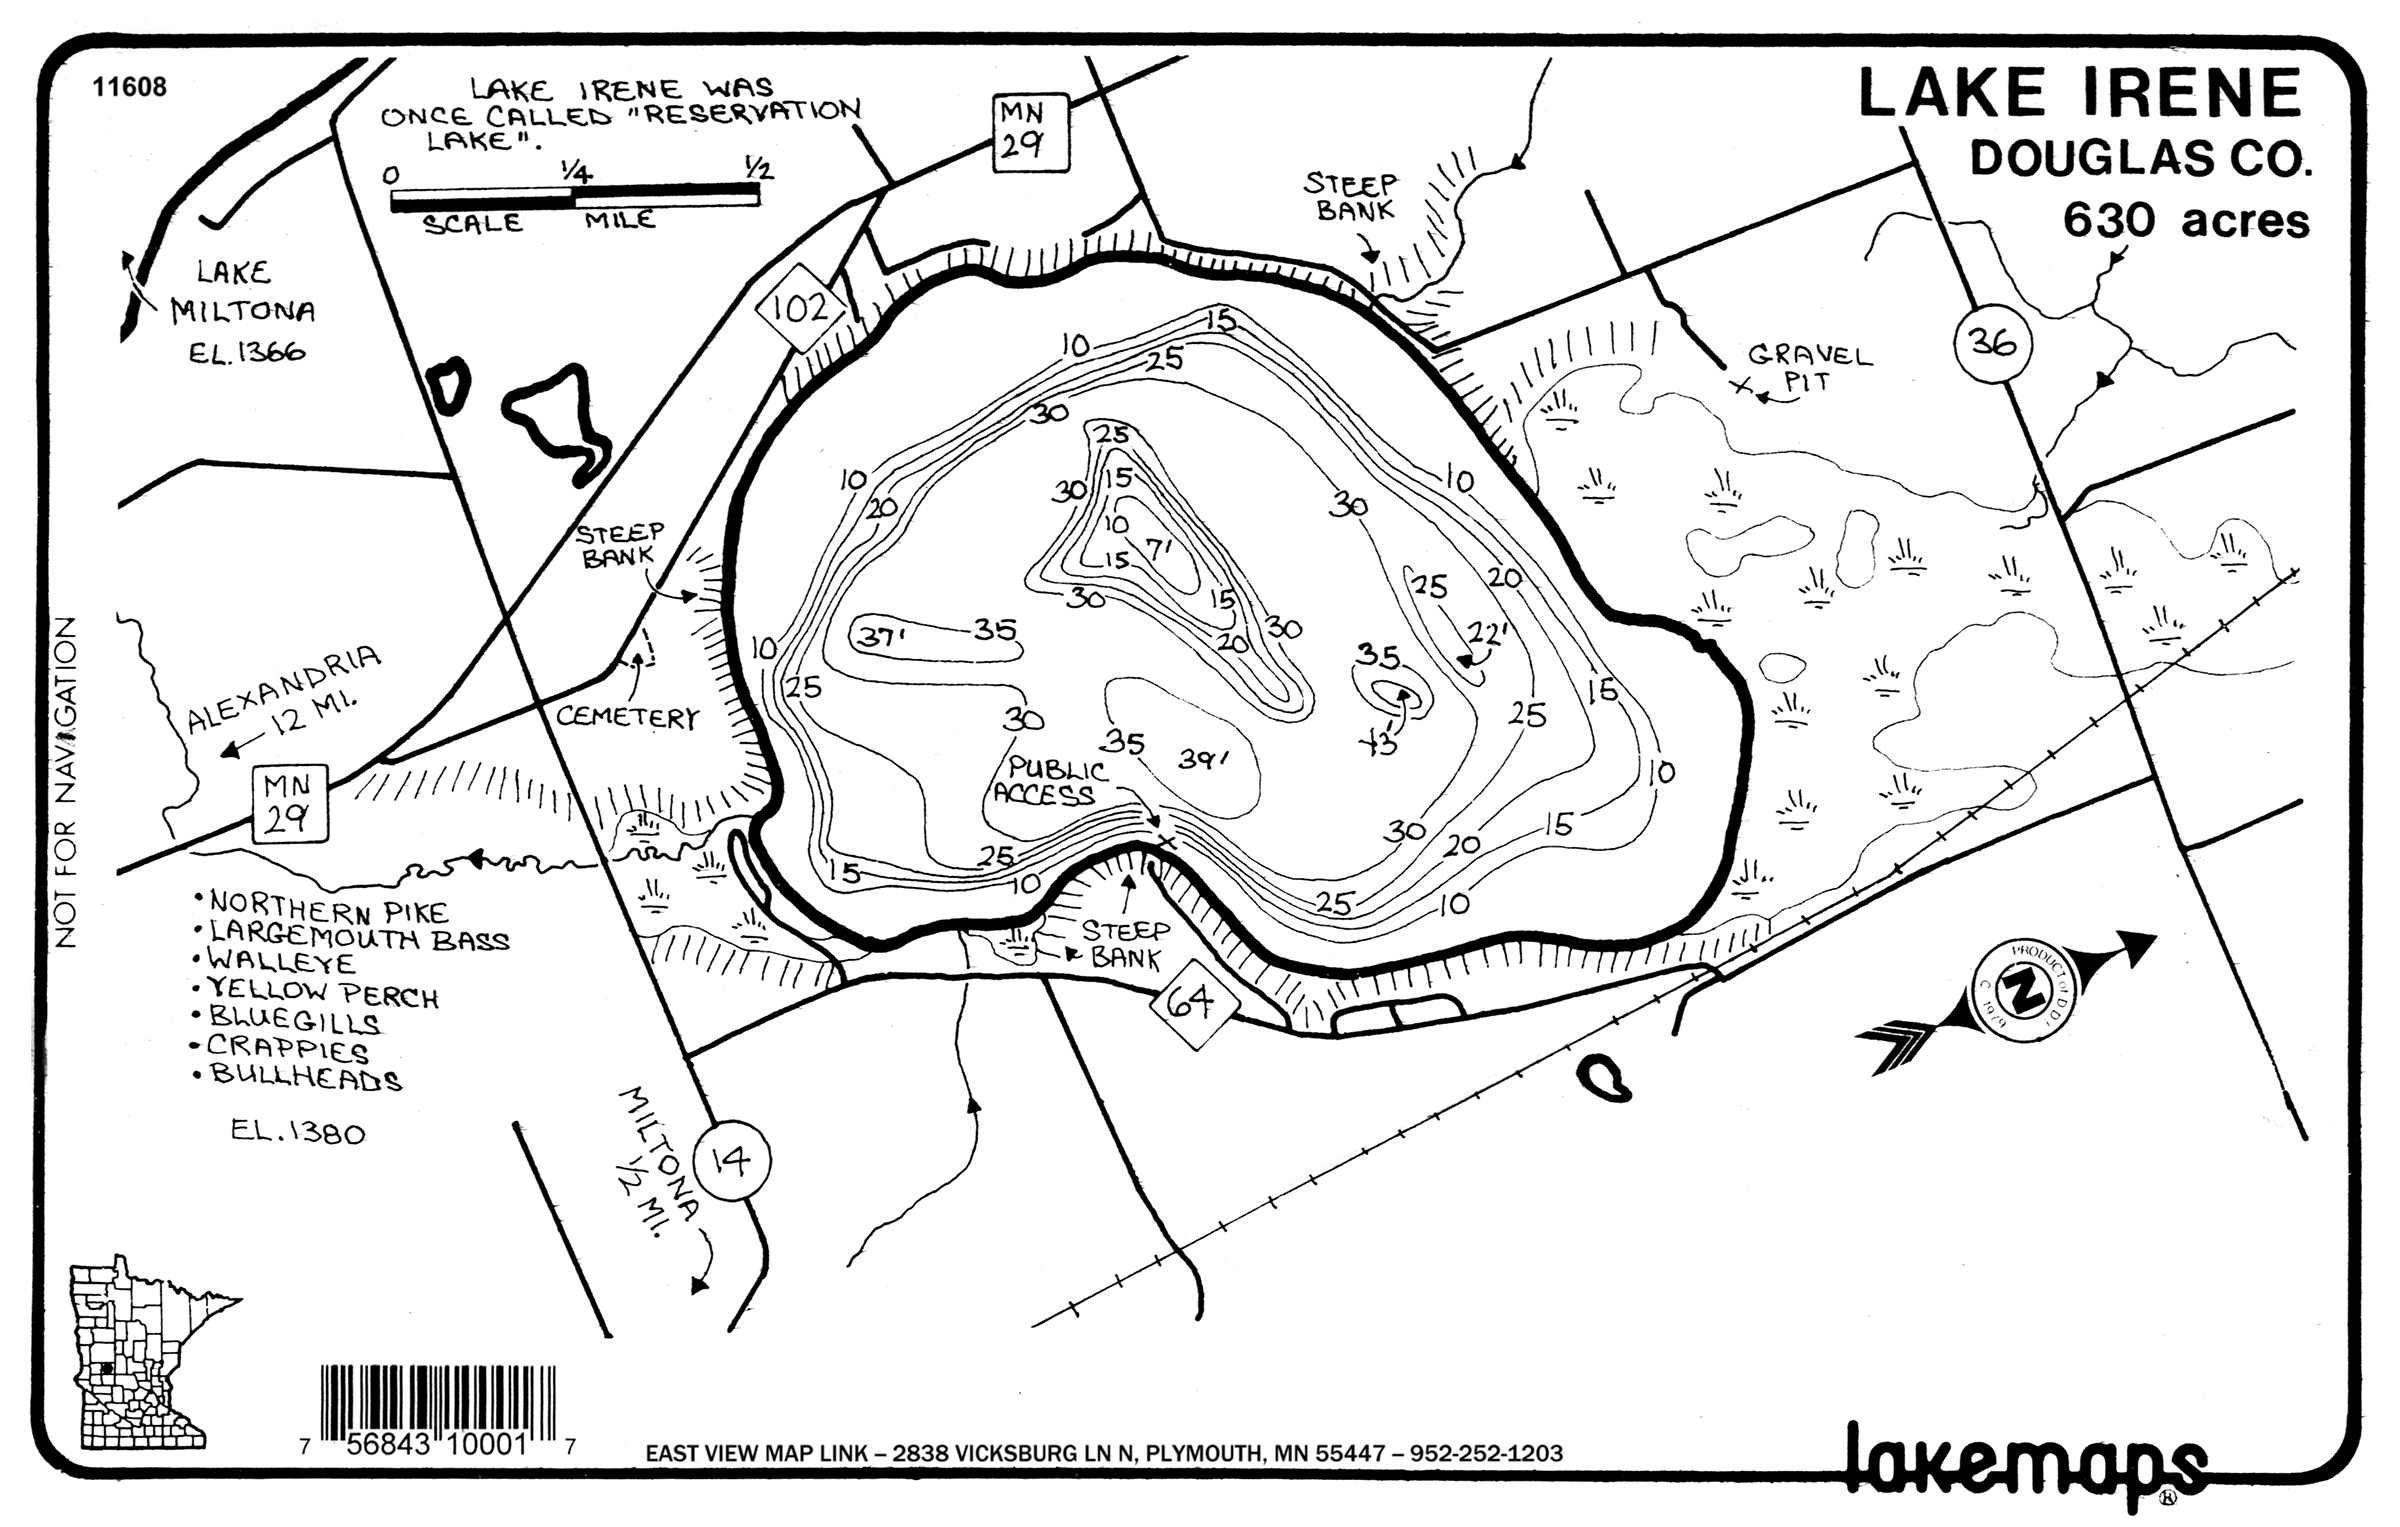 11608
LAKE IRENE WAS
ONCE CALLED "RESERVATION
LAKE".
0 1/4 1/2
SCALE MILE
MN
29
LAKE IRENE
DOUGLAS CO.
630 acres
STEEP
BANK
LAKE
MILTONA
EL.1366
102
36
GRAVEL
PIT
15
10
25
30
25
10
20
15
30
10
7'
15
30
15
20
30
30
10
20
25
22'
STEEP
BANK
10
25
37' 35
30
35
43'
15
25
10
35
39'
CEMETERY
ALEXANDRIA
12 MI.
MN
29
NOT FOR NAVIGATION
PUBLIC
ACCESS
30
20
15
15
25
10
25
10
STEEP
BANK
64
• NORTHERN PIKE
• LARGEMOUTH BASS
• WALLEYE
• YELLOW PERCH
• BLUEGILLS
• CRAPPIES
• BULLHEADS
EL.1380
MILTONA
1/2 MI.
14
PRODUCT of DDI
N
C 1976
7 56843 10001 7
EAST VIEW MAP LINK – 2838 VICKSBURG LN N, PLYMOUTH, MN 55447 – 952-252-1203
lakemaps®